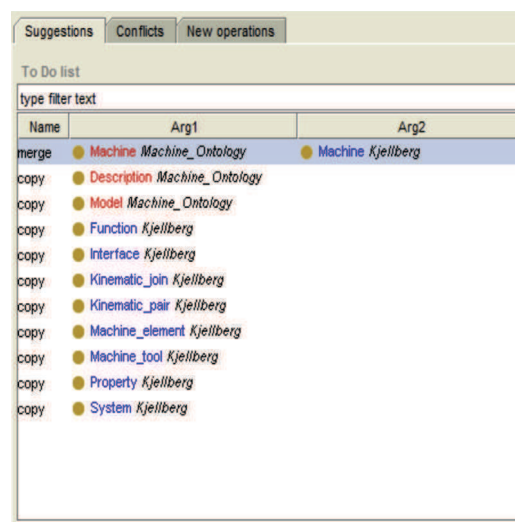 Suggestions Conflicts New operations
To Do list
type filter text
Name Arg1 Arg2
merge Machine Machine_Ontology Machine Kjellberg
copy Description Machine_Ontology
copy Model Machine_Ontology
copy Function Kjellberg
copy Interface Kjellberg
copy Kinematic_join Kjellberg
copy Kinematic_pair Kjellberg
copy Machine_element Kjellberg
copy Machine_tool Kjellberg
copy Property Kjellberg
copy System Kjellberg